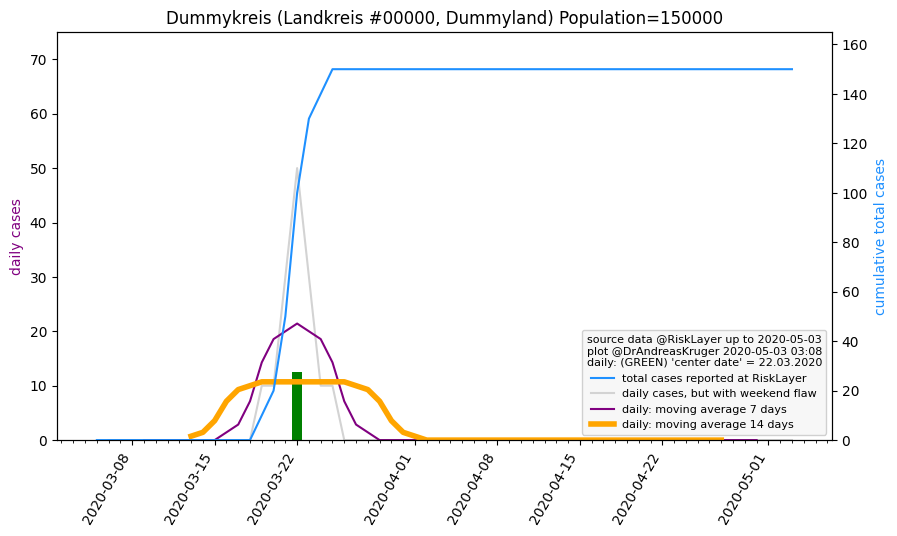 Dummykreis (Landkreis #00000, Dummyland) Population=150000
70
60
50
40
30
20
10
0
daily cases
160
140
120
100
80
60
40
20
0
cumulative total cases
source data @RiskLayer up to 2020-05-03
plot @DrAndreasKruger 2020-05-03 03:08
daily: (GREEN) 'center date' = 22.03.2020
total cases reported at RiskLayer
daily cases, but with weekend flaw
daily: moving average 7 days
daily: moving average 14 days
2020-03-08
2020-03-15
2020-03-22
2020-04-01
2020-04-08
2020-04-15
2020-04-22
2020-05-01